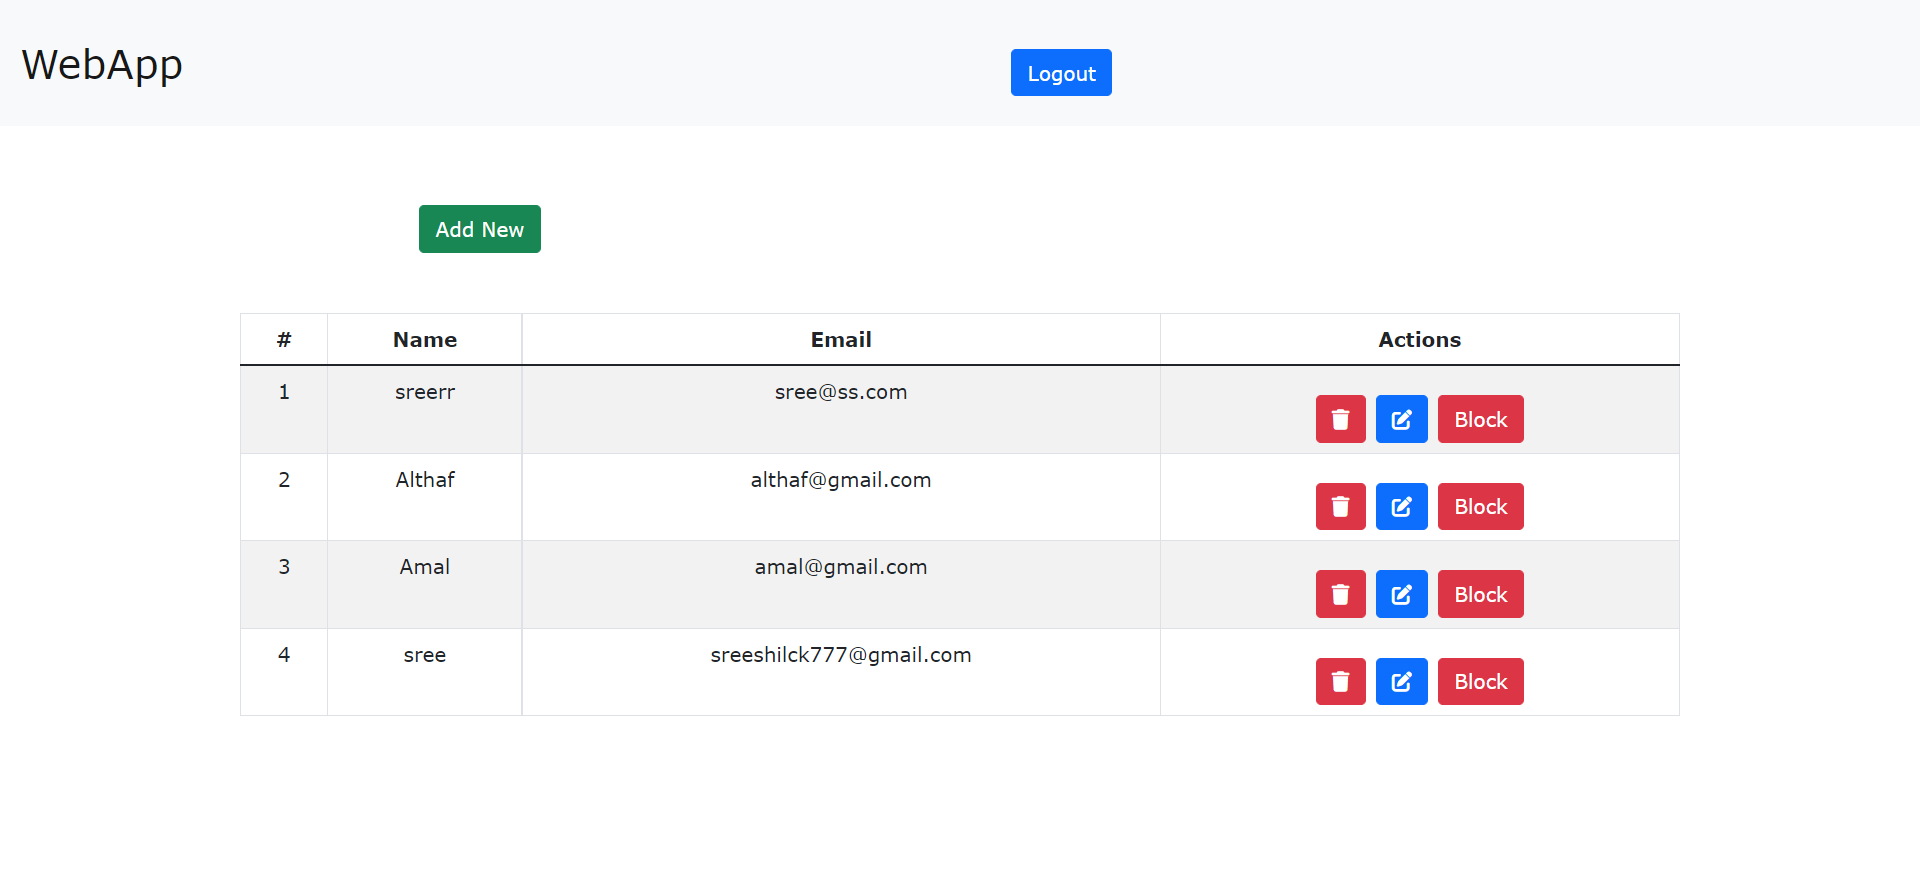 WebApp
Logout
Add New
# Name Email Actions
1 sreerr sree@ss.com Block
2 Althaf althaf@gmail.com Block
3 Amal amal@gmail.com Block
4 sree sreeshilck777@gmail.com Block